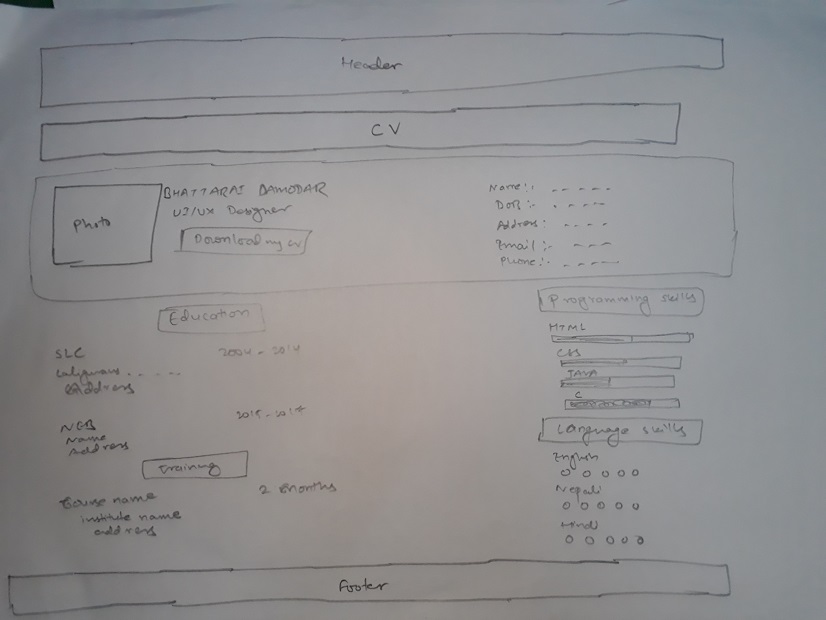 Header
CV
Photo
BHATTARAI DAMODAR
UI/UX Designer
Download my cv
Name:- - - - - -
DOB :- - - - - -
Address: - - - -
Email :- - - -
Phone:- - - - - -
Education
SLC 2004 - 2014
Address
NEB 2015-2017
Name
Address
Training
Course name 2 months
institute name
address
Programming skills
HTML
CSS
JAVA
C
Language skills
English
Nepali
Hindi
Footer